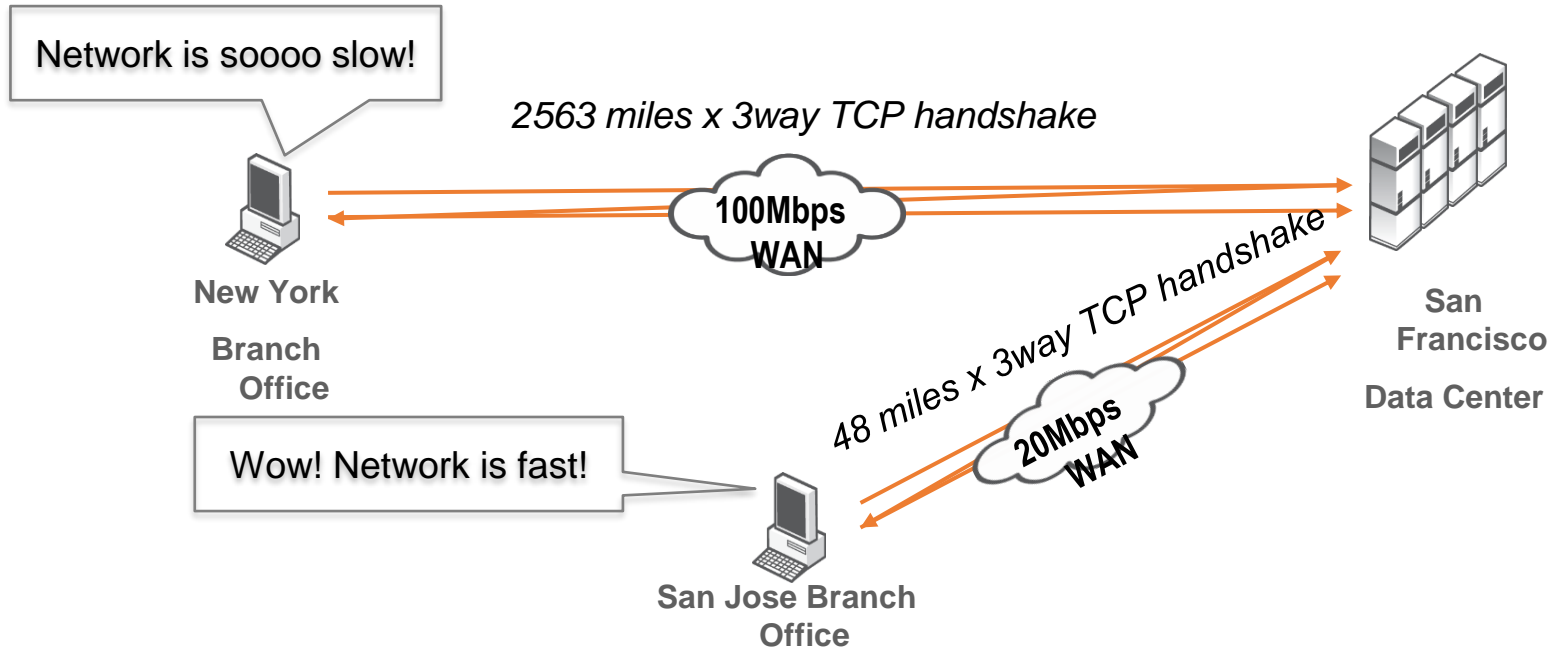 Network is soooo slow!
2563 miles x 3way TCP handshake
100Mbps
WAN
New York
Branch
Office
San
Francisco
Data Center
48 miles x 3way TCP handshake
20Mbps
WAN
Wow! Network is fast!
San Jose Branch
Office